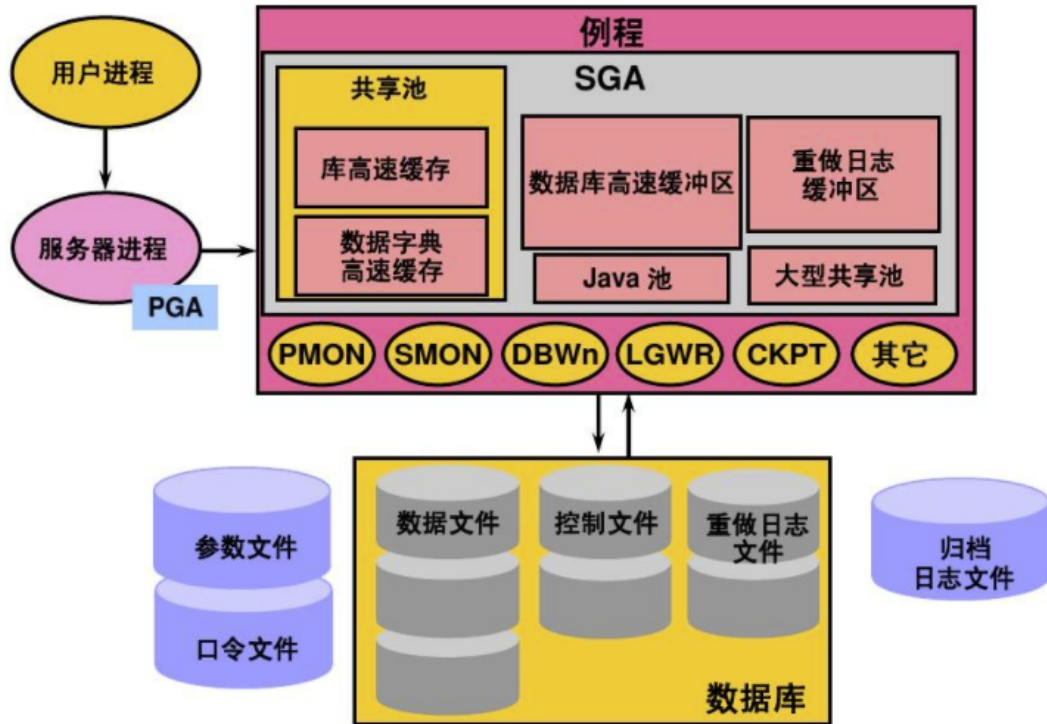 例程
用户进程
SGA
共享池
库高速缓存
数据库高速缓冲区
重做日志
缓冲区
服务器进程
数据字典
高速缓存
Java 池
大型共享池
PGA
PMON
SMON
DBWn
LGWR
CKPT
其它
数据文件
控制文件
重做日志
文件
参数文件
归档
日志文件
口令文件
数据库